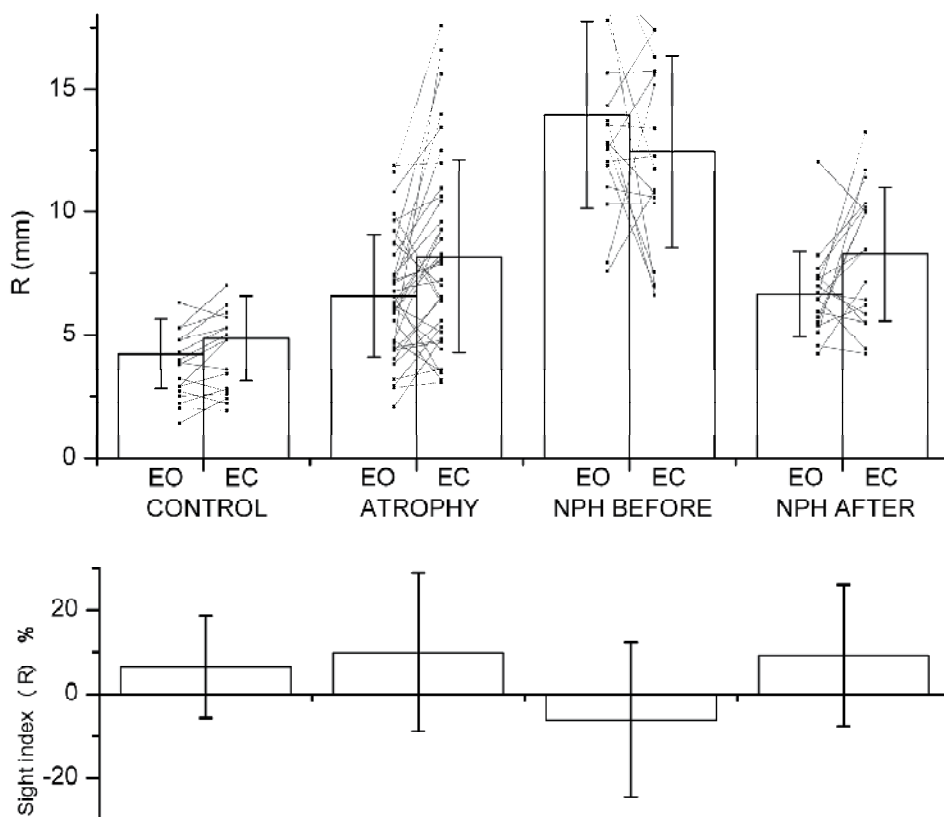 15
10
5
0
R (mm)
EO EC EO EC EO EC EO EC
CONTROL ATROPHY NPH BEFORE NPH AFTER
20
0
-20
Sight index (R) %